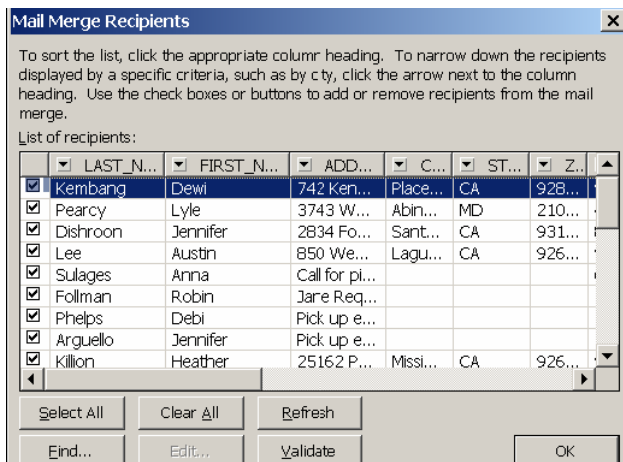 Mail Merge Recipients
To sort the list, click the appropriate columr heading. To narrow down the recipients
displayed by a specific criteria, such as by c ty, click the arrow next to the column
heading. Use the check boxes or buttons to add or remove recipients from the mail
merge.
List of recipients:
LAST_N... FIRST_N... ADD... C... ST... Z..
Kembang Dewi 742 Ken... Place... CA 928...
Pearcy Lyle 3743 W... Abin... MD 210...
Dishroon Jennifer 2834 Fo... Sant... CA 931...
Lee Austin 850 We... Lagu... CA 926...
Sulages Anna Call for pi...
Follman Robin Jare Req...
Phelps Debi Pick up e...
Arguello Jennifer Pick up e...
Killion Heather 25162 P... Missi... CA 926...
Select All Clear All Refresh
Find... Edit... Validate OK